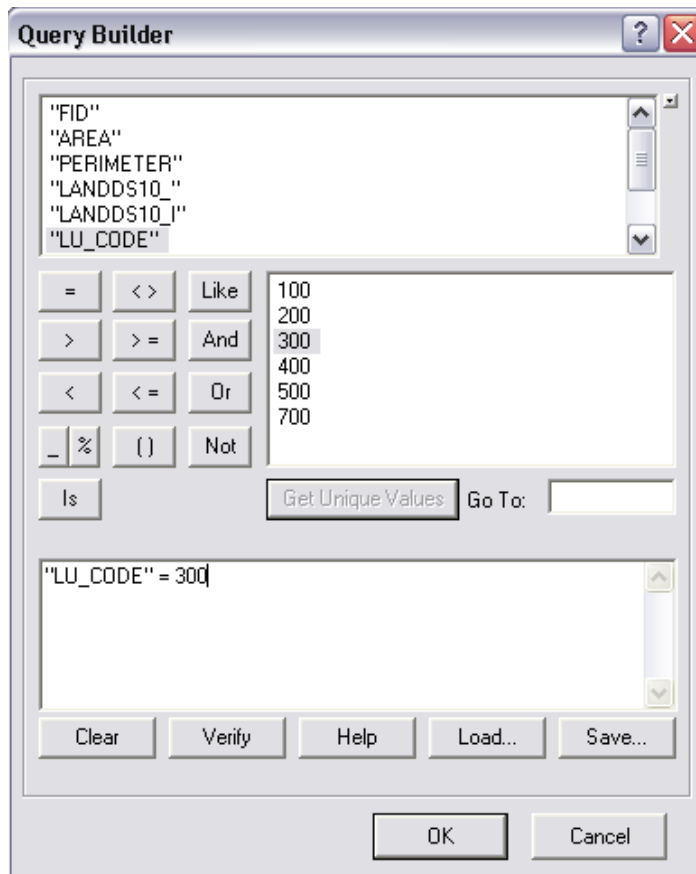 Query Builder
"FID"
"AREA"
"PERIMETER"
"LANDDS10_"
"LANDDS10_I"
"LU_CODE"
= < > Like
> > = And
< < = Or
_ % ( ) Not
Is
100
200
300
400
500
700
Get Unique Values Go To:
"LU_CODE" = 300
Clear Verify Help Load... Save...
OK Cancel